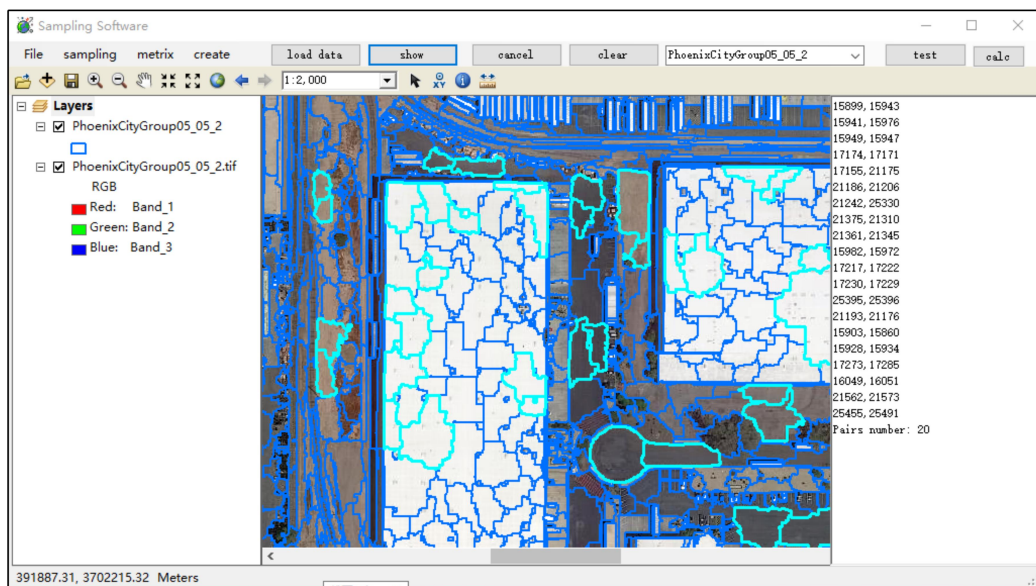 Sampling Software
File sampling metrix create load data show cancel clear PhoenixCityGroup05_05_2 test calc
1:2,000
Layers
PhoenixCityGroup05_05_2
PhoenixCityGroup05_05_2.tif
RGB
Red: Band_1
Green: Band_2
Blue: Band_3
15899, 15943
15941, 15976
15949, 15947
17174, 17171
17155, 21175
21186, 21206
21242, 25330
21375, 21310
21361, 21345
15982, 15972
17217, 17222
17230, 17229
25395, 25396
21193, 21176
15903, 15860
15928, 15934
17273, 17285
16049, 16051
21562, 21573
25455, 25491
Pairs number: 20
391887.31, 3702215.32 Meters